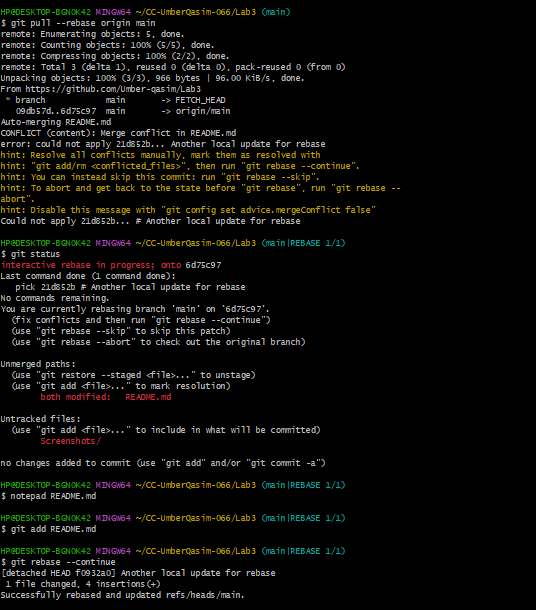 HP@DESKTOP-BGNOK42 MINGW64 ~/CC-UmberQasim-066/Lab3 (main)
$ git pull --rebase origin main
remote: Enumerating objects: 5, done.
remote: Counting objects: 100% (5/5), done.
remote: Compressing objects: 100% (2/2), done.
remote: Total 3 (delta 1), reused 0 (delta 0), pack-reused 0 (from 0)
Unpacking objects: 100% (3/3), 966 bytes | 96.00 KiB/s, done.
From https://github.com/Umber-qasim/Lab3
 * branch            main       -> FETCH_HEAD
   09db57d..6d75c97  main       -> origin/main
Auto-merging README.md
CONFLICT (content): Merge conflict in README.md
error: could not apply 21d852b... Another local update for rebase
hint: Resolve all conflicts manually, mark them as resolved with
hint: "git add/rm <conflicted_files>", then run "git rebase --continue".
hint: You can instead skip this commit: run "git rebase --skip".
hint: To abort and get back to the state before "git rebase", run "git rebase --
abort".
hint: Disable this message with "git config set advice.mergeConflict false"
Could not apply 21d852b... # Another local update for rebase
HP@DESKTOP-BGNOK42 MINGW64 ~/CC-UmberQasim-066/Lab3 (main|REBASE 1/1)
$ git status
interactive rebase in progress; onto 6d75c97
Last command done (1 command done):
   pick 21d852b # Another local update for rebase
No commands remaining.
You are currently rebasing branch 'main' on '6d75c97'.
  (fix conflicts and then run "git rebase --continue")
  (use "git rebase --skip" to skip this patch)
  (use "git rebase --abort" to check out the original branch)
Unmerged paths:
  (use "git restore --staged <file>..." to unstage)
  (use "git add <file>..." to mark resolution)
        both modified:   README.md
Untracked files:
  (use "git add <file>..." to include in what will be committed)
        Screenshots/
no changes added to commit (use "git add" and/or "git commit -a")
HP@DESKTOP-BGNOK42 MINGW64 ~/CC-UmberQasim-066/Lab3 (main|REBASE 1/1)
$ notepad README.md
HP@DESKTOP-BGNOK42 MINGW64 ~/CC-UmberQasim-066/Lab3 (main|REBASE 1/1)
$ git add README.md
HP@DESKTOP-BGNOK42 MINGW64 ~/CC-UmberQasim-066/Lab3 (main|REBASE 1/1)
$ git rebase --continue
[detached HEAD f0932a0] Another local update for rebase
 1 file changed, 4 insertions(+)
Successfully rebased and updated refs/heads/main.